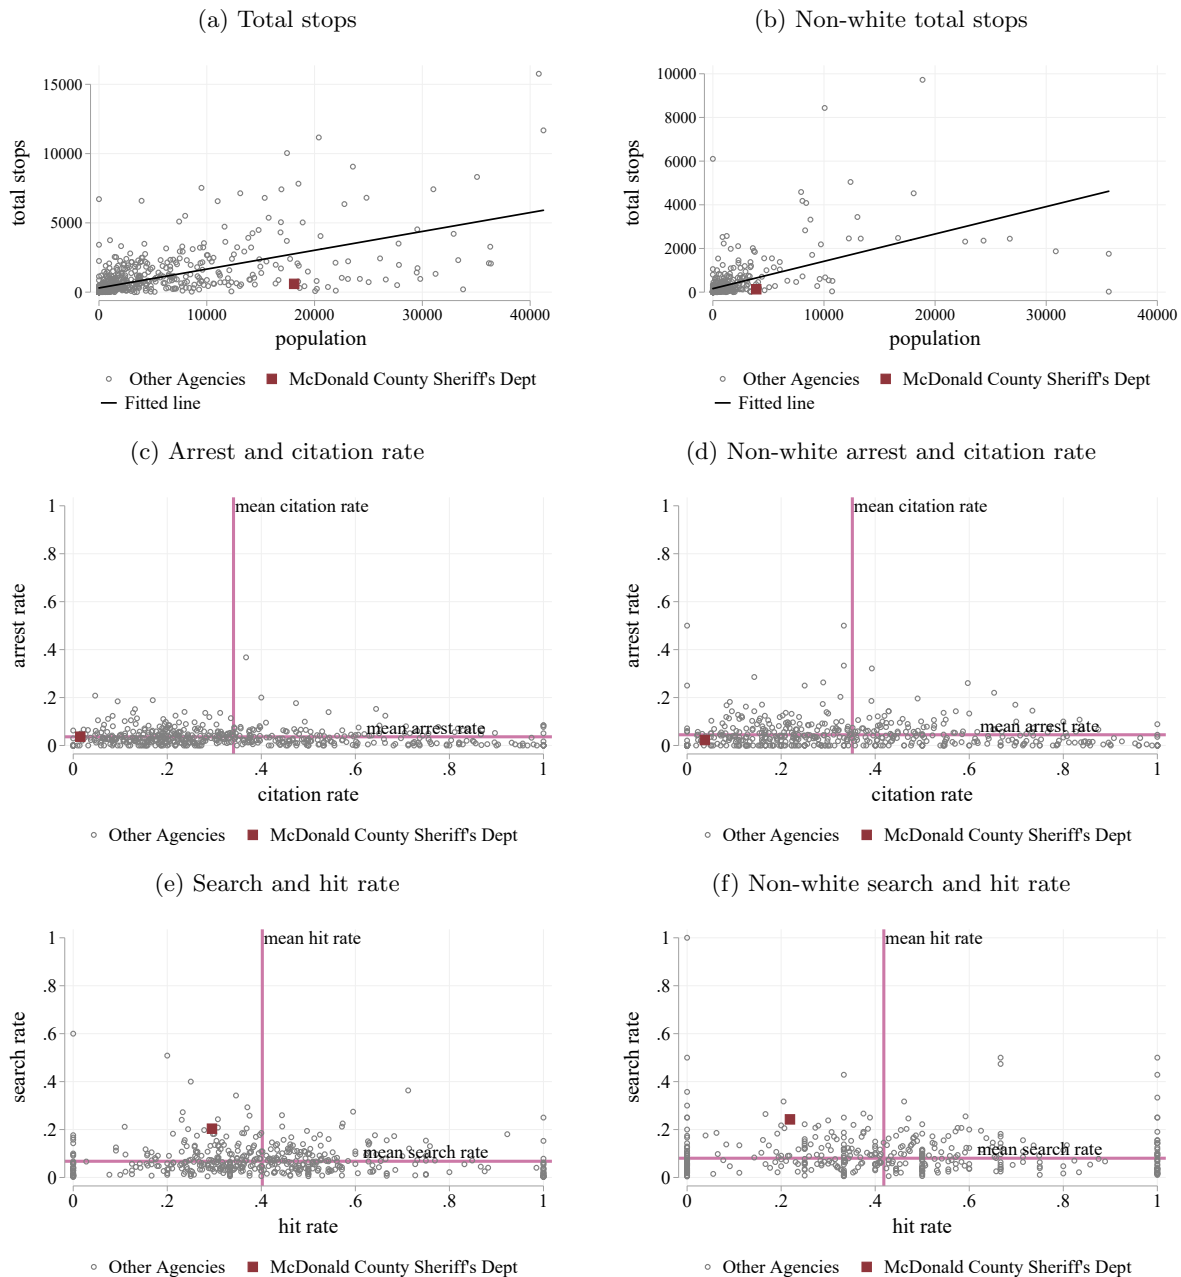 (a) Total stops
(b) Non-white total stops
total stops
15000
10000
5000
0
0 10000 20000 30000 40000
population
Other Agencies McDonald County Sheriff's Dept
Fitted line
total stops
10000
8000
6000
4000
2000
0
0 10000 20000 30000 40000
population
Other Agencies McDonald County Sheriff's Dept
Fitted line
(c) Arrest and citation rate
(d) Non-white arrest and citation rate
arrest rate
1
.8
.6
.4
.2
0
mean citation rate
mean arrest rate
0 .2 .4 .6 .8 1
citation rate
Other Agencies McDonald County Sheriff's Dept
arrest rate
1
.8
.6
.4
.2
0
mean citation rate
mean arrest rate
0 .2 .4 .6 .8 1
citation rate
Other Agencies McDonald County Sheriff's Dept
(e) Search and hit rate
(f) Non-white search and hit rate
search rate
1
.8
.6
.4
.2
0
mean hit rate
mean search rate
0 .2 .4 .6 .8 1
hit rate
Other Agencies McDonald County Sheriff's Dept
search rate
1
.8
.6
.4
.2
0
mean hit rate
mean search rate
0 .2 .4 .6 .8 1
hit rate
Other Agencies McDonald County Sheriff's Dept